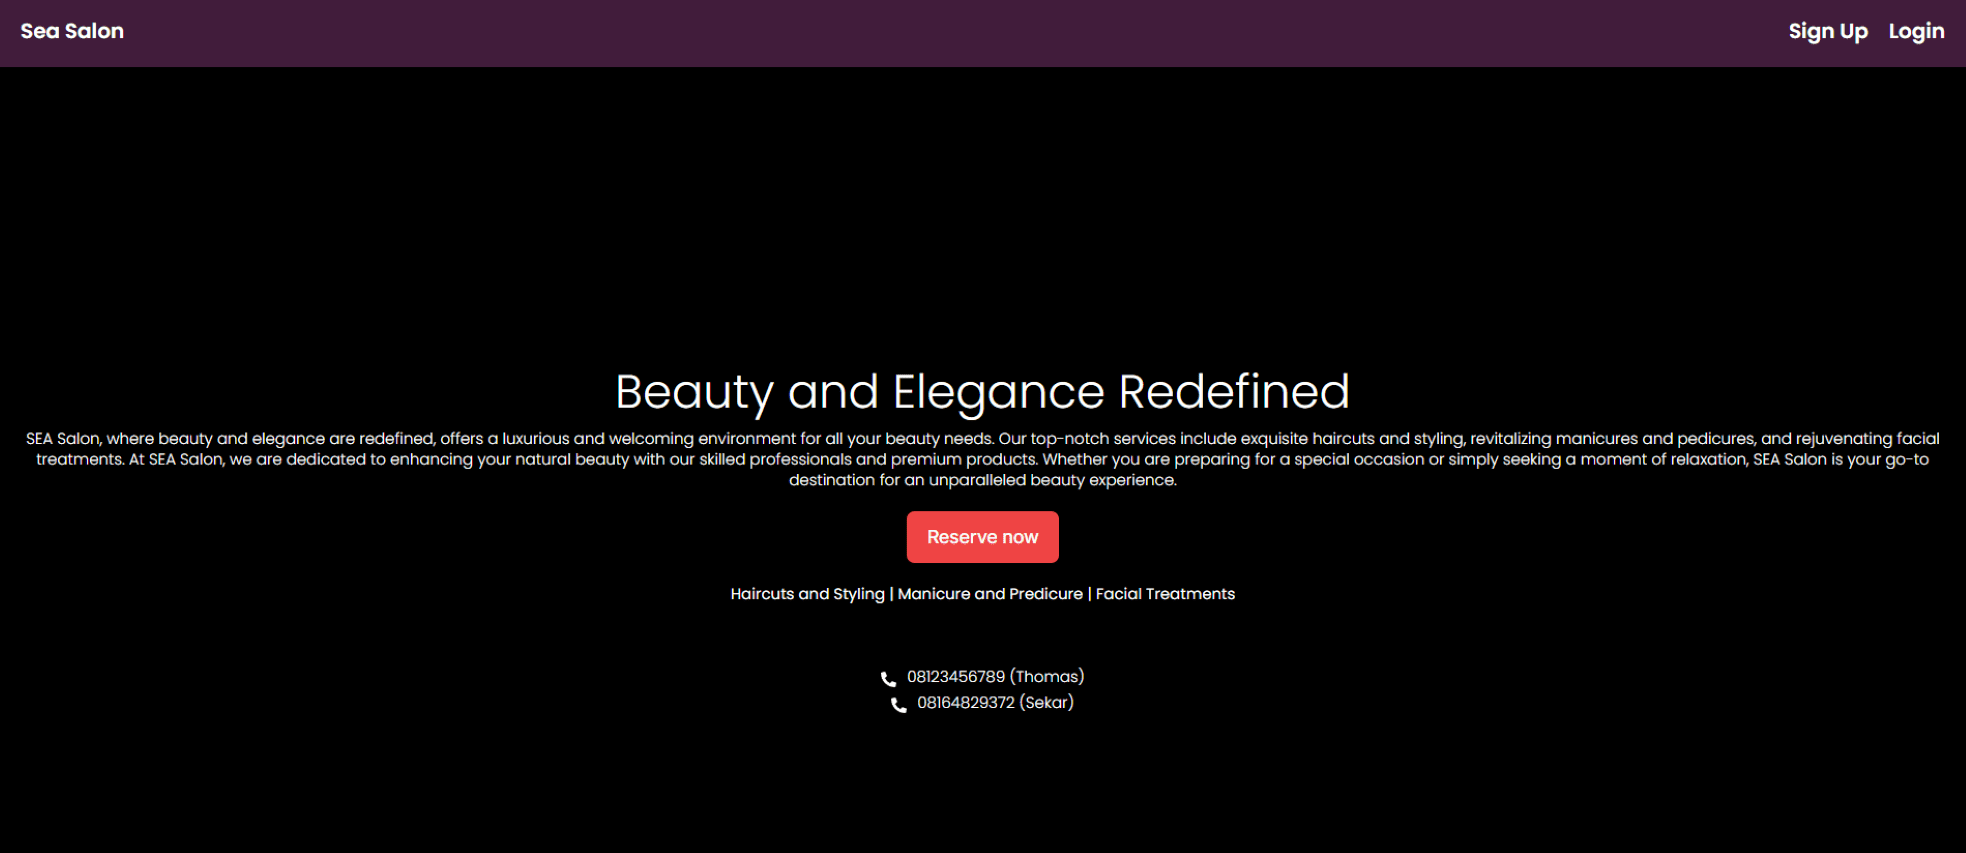 Sea Salon
Sign Up Login
Beauty and Elegance Redefined
SEA Salon, where beauty and elegance are redefined, offers a luxurious and welcoming environment for all your beauty needs. Our top-notch services include exquisite haircuts and styling, revitalizing manicures and pedicures, and rejuvenating facial
treatments. At SEA Salon, we are dedicated to enhancing your natural beauty with our skilled professionals and premium products. Whether you are preparing for a special occasion or simply seeking a moment of relaxation, SEA Salon is your go-to
destination for an unparalleled beauty experience.
Reserve now
Haircuts and Styling | Manicure and Predicure | Facial Treatments
08123456789 (Thomas)
08164829372 (Sekar)